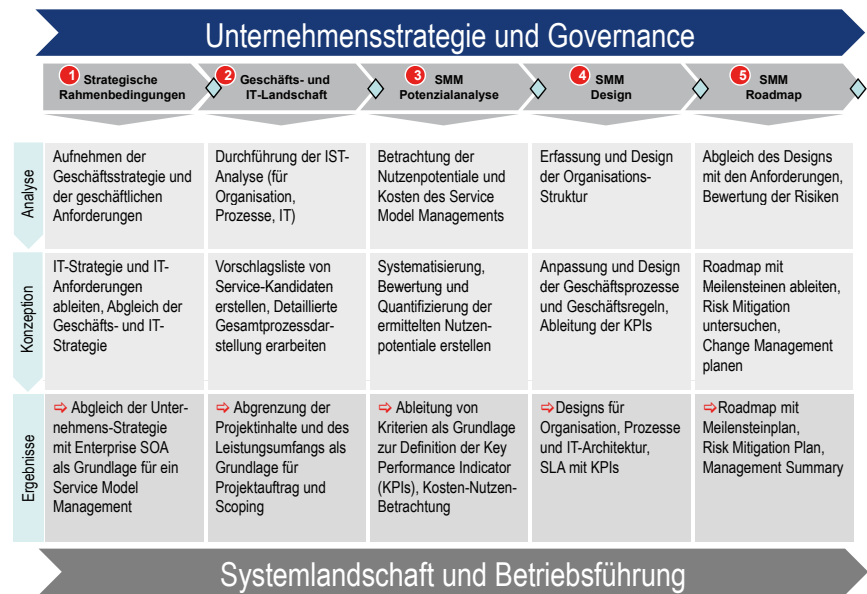 Unternehmensstrategie und Governance
1 Strategische
Rahmenbedingungen
2 Geschäfts- und
IT-Landschaft
3 SMM
Potenzialanalyse
4 SMM
Design
5 SMM
Roadmap
Analyse
Aufnehmen der
Geschäftsstrategie und
der geschäftlichen
Anforderungen
Durchführung der IST-
Analyse (für
Organisation,
Prozesse, IT)
Betrachtung der
Nutzenpotentiale und
Kosten des Service
Model Managements
Erfassung und Design
der Organisations-
Struktur
Abgleich des Designs
mit den Anforderungen,
Bewertung der Risiken
Konzeption
IT-Strategie und IT-
Anforderungen
ableiten, Abgleich der
Geschäfts- und IT-
Strategie
Vorschlagsliste von
Service-Kandidaten
erstellen, Detaillierte
Gesamtprozessdar-
stellung erarbeiten
Systematisierung,
Bewertung und
Quantifizierung der
ermittelten Nutzen-
potentiale erstellen
Anpassung und Design
der Geschäftsprozesse
und Geschäftsregeln,
Ableitung der KPIs
Roadmap mit
Meilensteinen ableiten,
Risk Mitigation
untersuchen,
Change Management
planen
Ergebnisse
⇨ Abgleich der Unter-
nehmens-Strategie
mit Enterprise SOA
als Grundlage für ein
Service Model
Management
⇨ Abgrenzung der
Projektinhalte und des
Leistungsumfangs als
Grundlage für
Projektauftrag und
Scoping
⇨ Ableitung von
Kriterien als Grundlage
zur Definition der Key
Performance Indicator
(KPIs), Kosten-Nutzen-
Betrachtung
⇨Designs für
Organisation, Prozesse
und IT-Architektur,
SLA mit KPIs
⇨Roadmap mit
Meilensteinplan,
Risk Mitigation Plan,
Management Summary
Systemlandschaft und Betriebsführung